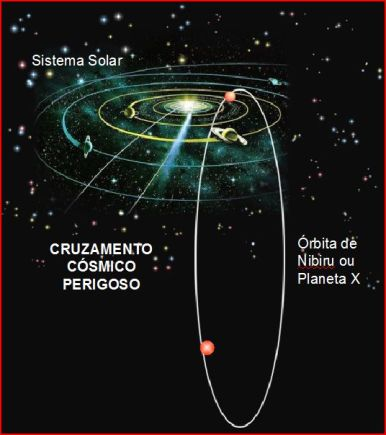 Sistema Solar
CRUZAMENTO
CÓSMICO
PERIGOSO
Órbita de
Nibiru ou
Planeta X